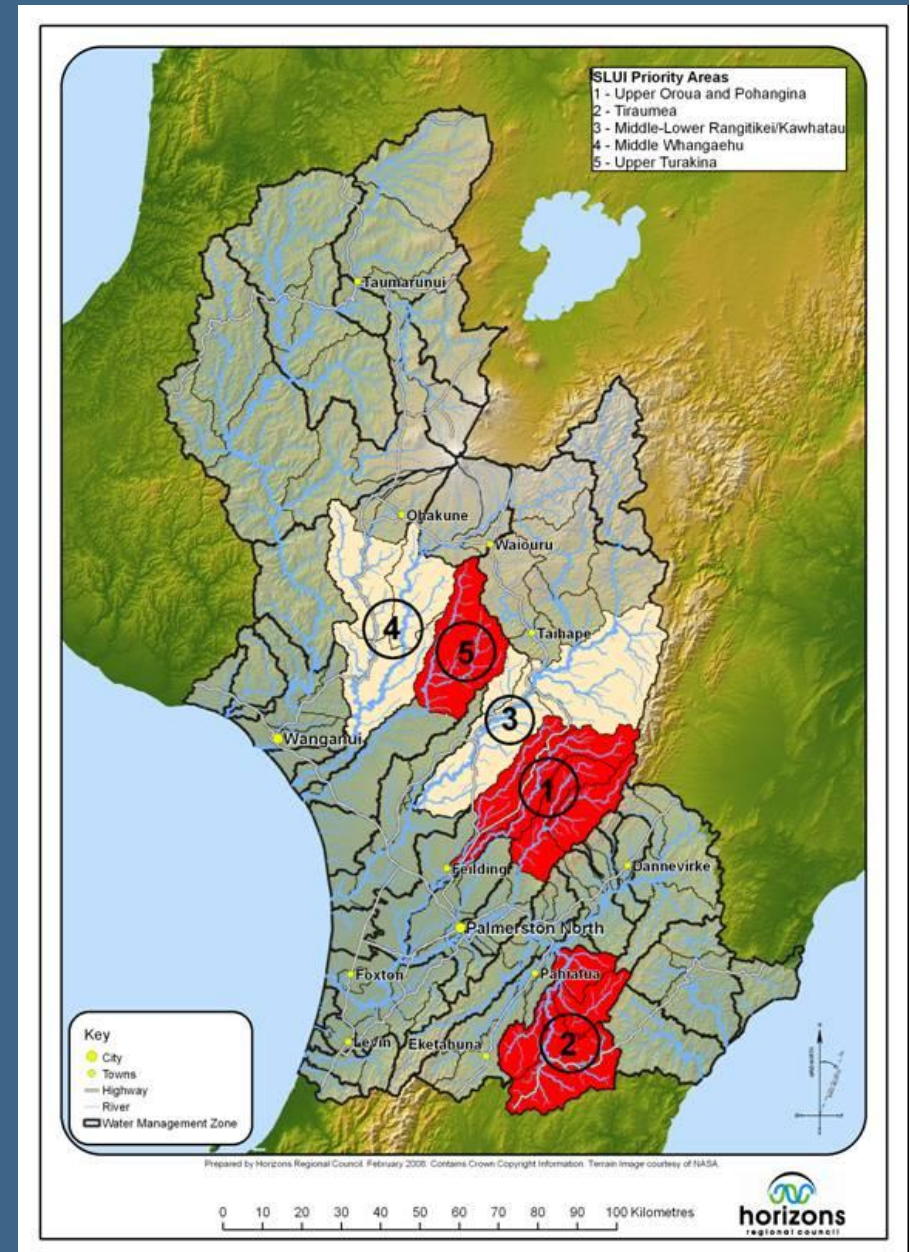 SLUI Priority Areas
1 - Upper Oroua and Pohangina
2 - Tiraumea
3 - Middle-Lower Rangitikei/Kawhatau
4 - Middle Whangaehu
5 - Upper Turakina
Taumarunui
Ohakune
Waiouru
4
Taihape
5
3
Wanganui
1
Feilding
Dannevirke
Palmerston North
Foxton
Pahiatua
Levin
Eketahuna
2
Key
City
Towns
Highway
River
Water Management Zone
Prepared by Horizons Regional Council. February 2008. Contains Crown Copyright Information. Terrain Image courtesy of NASA.
0 10 20 30 40 50 60 70 80 90 100 Kilometres
horizons
regional council